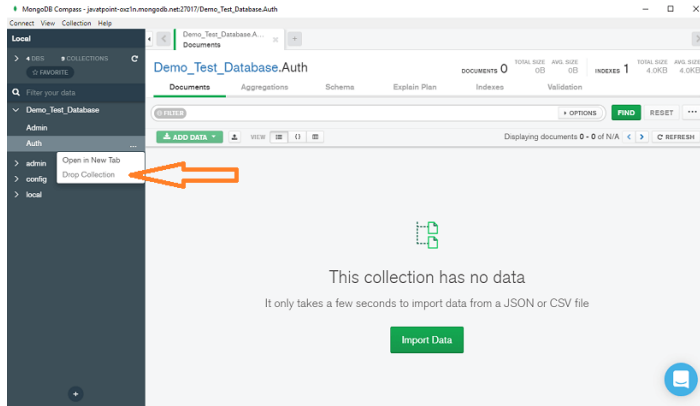 MongoDB Compass - javatpoint-oxz1n.mongodb.net:27017/Demo_Test_Database.Auth
Connect View Collection Help
Local
4 DBS 9 COLLECTIONS
FAVORITE
Filter your data
Demo_Test_Database
Admin
Auth ...
Open in New Tab
Drop Collection
admin
config
local
Demo_Test_Database.A...
Documents
Demo_Test_Database.Auth
DOCUMENTS 0 TOTAL SIZE 0B AVG. SIZE 0B INDEXES 1 TOTAL SIZE 4.0KB AVG. SIZE 4.0KB
Documents Aggregations Schema Explain Plan Indexes Validation
FILTER OPTIONS FIND RESET ...
ADD DATA VIEW Displaying documents 0 - 0 of N/A REFRESH
This collection has no data
It only takes a few seconds to import data from a JSON or CSV file
Import Data